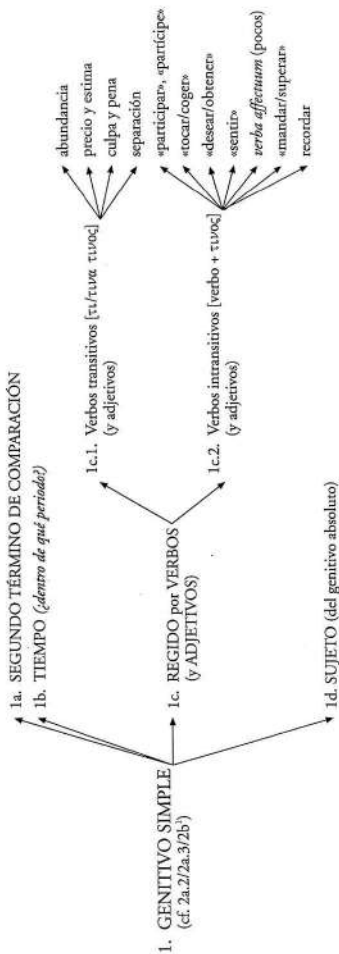 1. GENITIVO SIMPLE
(cf. 2a.2/2a.3/2b¹)
1a. SEGUNDO TÉRMINO DE COMPARACIÓN
1b. TIEMPO (¿dentro de qué periodo?)
1c. REGIDO por VERBOS
(y ADJETIVOS)
1c.1. Verbos transitivos [τι/τινα τινος]
(y adjetivos)
abundancia
precio y estima
culpa y pena
separación
1c.2. Verbos intransitivos [verbo + τινος]
(y adjetivos)
«participar», «partícipe»
«tocar/coger»
«desear/obtener»
«sentir»
verba affectuum (pocos)
«mandar/superar»
recordar
1d. SUJETO (del genitivo absoluto)